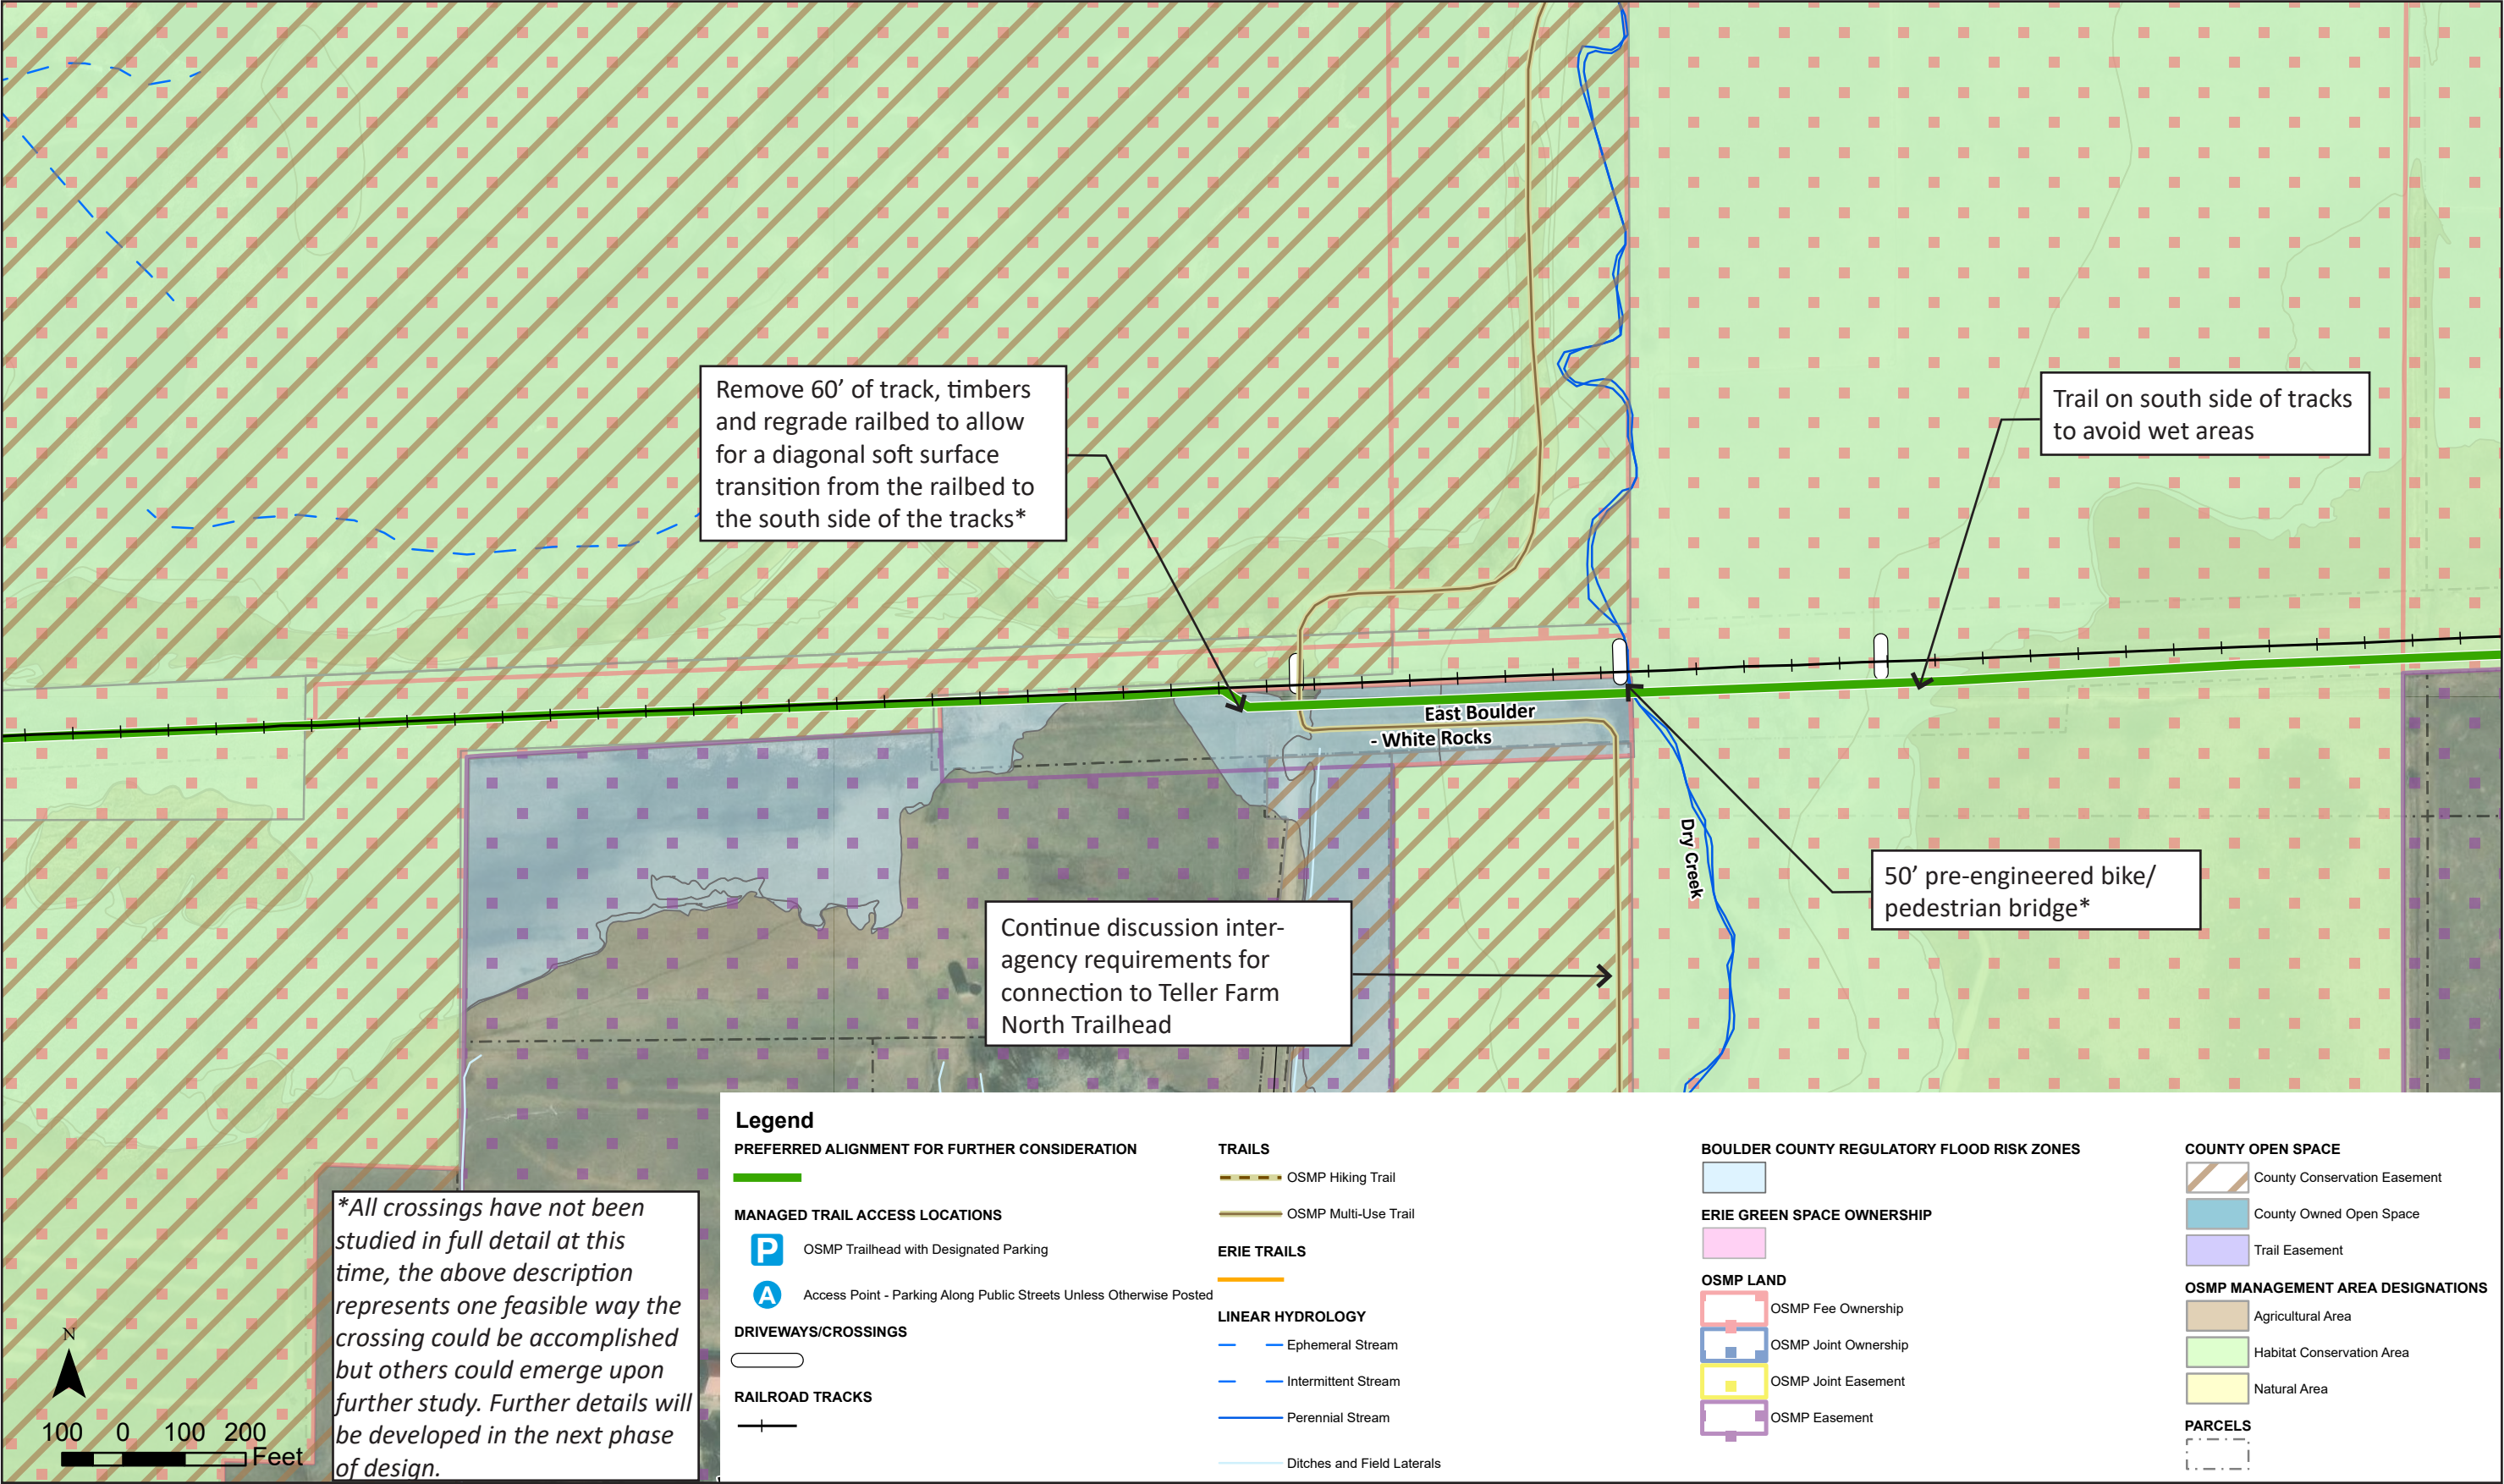 Remove 60’ of track, timbers
and regrade railbed to allow
for a diagonal soft surface
transition from the railbed to
the south side of the tracks*
Trail on south side of tracks
to avoid wet areas
East Boulder
- White Rocks
Dry Creek
50’ pre-engineered bike/
pedestrian bridge*
Continue discussion inter-
agency requirements for
connection to Teller Farm
North Trailhead
*All crossings have not been
studied in full detail at this
time, the above description
represents one feasible way the
crossing could be accomplished
but others could emerge upon
further study. Further details will
be developed in the next phase
of design.
N
100 0 100 200
Feet
Legend
PREFERRED ALIGNMENT FOR FURTHER CONSIDERATION
MANAGED TRAIL ACCESS LOCATIONS
P OSMP Trailhead with Designated Parking
A Access Point - Parking Along Public Streets Unless Otherwise Posted
DRIVEWAYS/CROSSINGS
RAILROAD TRACKS
TRAILS
OSMP Hiking Trail
OSMP Multi-Use Trail
ERIE TRAILS
LINEAR HYDROLOGY
Ephemeral Stream
Intermittent Stream
Perennial Stream
Ditches and Field Laterals
BOULDER COUNTY REGULATORY FLOOD RISK ZONES
ERIE GREEN SPACE OWNERSHIP
OSMP LAND
OSMP Fee Ownership
OSMP Joint Ownership
OSMP Joint Easement
OSMP Easement
COUNTY OPEN SPACE
County Conservation Easement
County Owned Open Space
Trail Easement
OSMP MANAGEMENT AREA DESIGNATIONS
Agricultural Area
Habitat Conservation Area
Natural Area
PARCELS